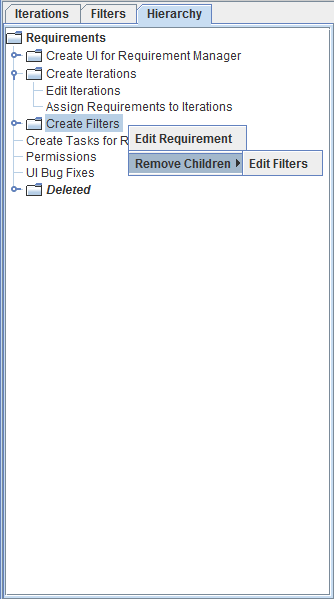 Iterations Filters Hierarchy
Requirements
Create UI for Requirement Manager
Create Iterations
Edit Iterations
Assign Requirements to Iterations
Create Filters
Edit Requirement
Create Tasks for R
Permissions
Remove Children Edit Filters
UI Bug Fixes
Deleted